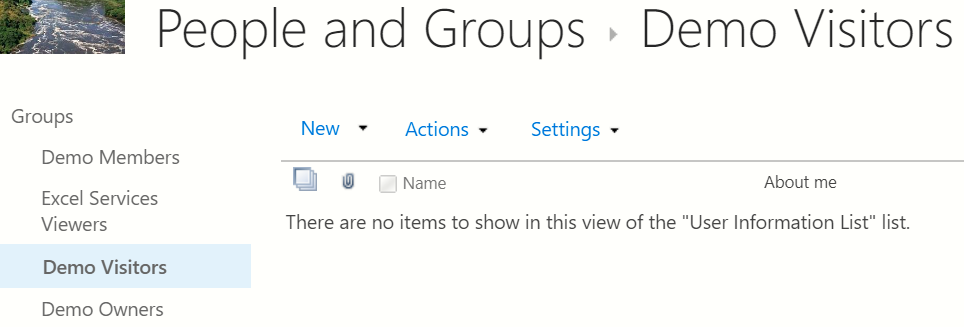 People and Groups ▸ Demo Visitors
Groups
Demo Members
Excel Services
Viewers
Demo Visitors
Demo Owners
New Actions Settings
Name About me
There are no items to show in this view of the "User Information List" list.